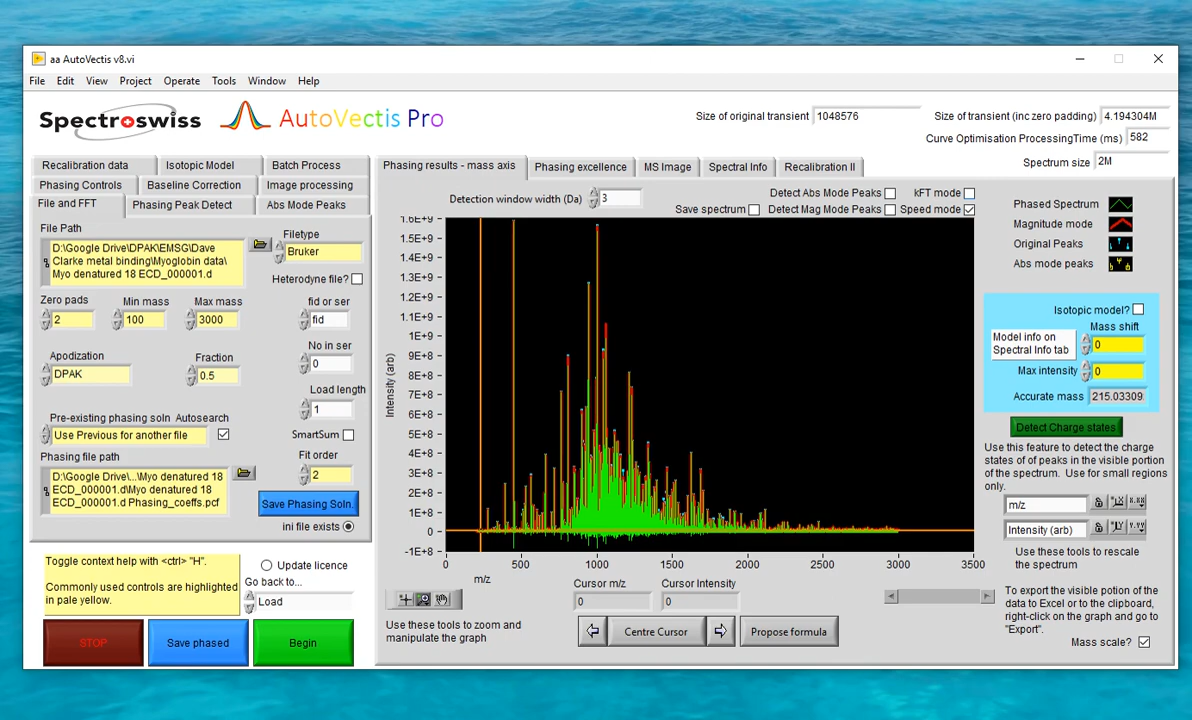 aa AutoVectis v8.vi
File Edit View Project Operate Tools Window Help
Spectroswiss
AutoVectis Pro
Size of original transient 1048576
Size of transient (inc zero padding) 4.194304M
Curve Optimisation ProcessingTime (ms) 582
Spectrum size 2M
Recalibration data Isotopic Model Batch Process
Phasing Controls Baseline Correction Image processing
File and FFT Phasing Peak Detect Abs Mode Peaks
File Path
D:\Google Drive\DPAK\EMSG\Dave
Clarke metal binding\Myoglobin data\
Myo denatured 18 ECD_000001.d
Filetype
Bruker
Heterodyne file?
Zero pads Min mass Max mass fid or ser
2 100 3000 fid
No in ser
0
Apodization Fraction
DPAK 0.5
Load length
1
Pre-existing phasing soln Autosearch
Use Previous for another file
SmartSum
Phasing file path
D:\Google Drive\...\Myo denatured 18
ECD_000001.d\Myo denatured 18
ECD_000001.d Phasing_coeffs.pcf
Fit order
2
Save Phasing Soln.
ini file exists
Toggle context help with <ctrl> "H".
Commonly used controls are highlighted
in pale yellow.
Update licence
Go back to...
Load
STOP Save phased Begin
Phasing results - mass axis Phasing excellence MS Image Spectral Info Recalibration II
Detection window width (Da) 3
Detect Abs Mode Peaks kFT mode
Save spectrum Detect Mag Mode Peaks Speed mode
Intensity (arb)
1.6E+9
1.5E+9
1.4E+9
1.3E+9
1.2E+9
1.1E+9
1E+9
9E+8
8E+8
7E+8
6E+8
5E+8
4E+8
3E+8
2E+8
1E+8
0
-1E+8
0 500 1000 1500 2000 2500 3000 3500
m/z
Use these tools to zoom and
manipulate the graph
Cursor m/z Cursor Intensity
0 0
Centre Cursor Propose formula
Phased Spectrum
Magnitude mode
Original Peaks
Abs mode peaks
Isotopic model?
Mass shift
Model info on
Spectral Info tab
0
Max intensity 0
Accurate mass 215.03309
Detect Charge states
Use this feature to detect the charge
states of of peaks in the visible portion
of the spectrum. Use for small regions
only.
m/z
Intensity (arb)
Use these tools to rescale
the spectrum
To export the visible potion of the
data to Excel or to the clipboard,
right-click on the graph and go to
"Export".
Mass scale?